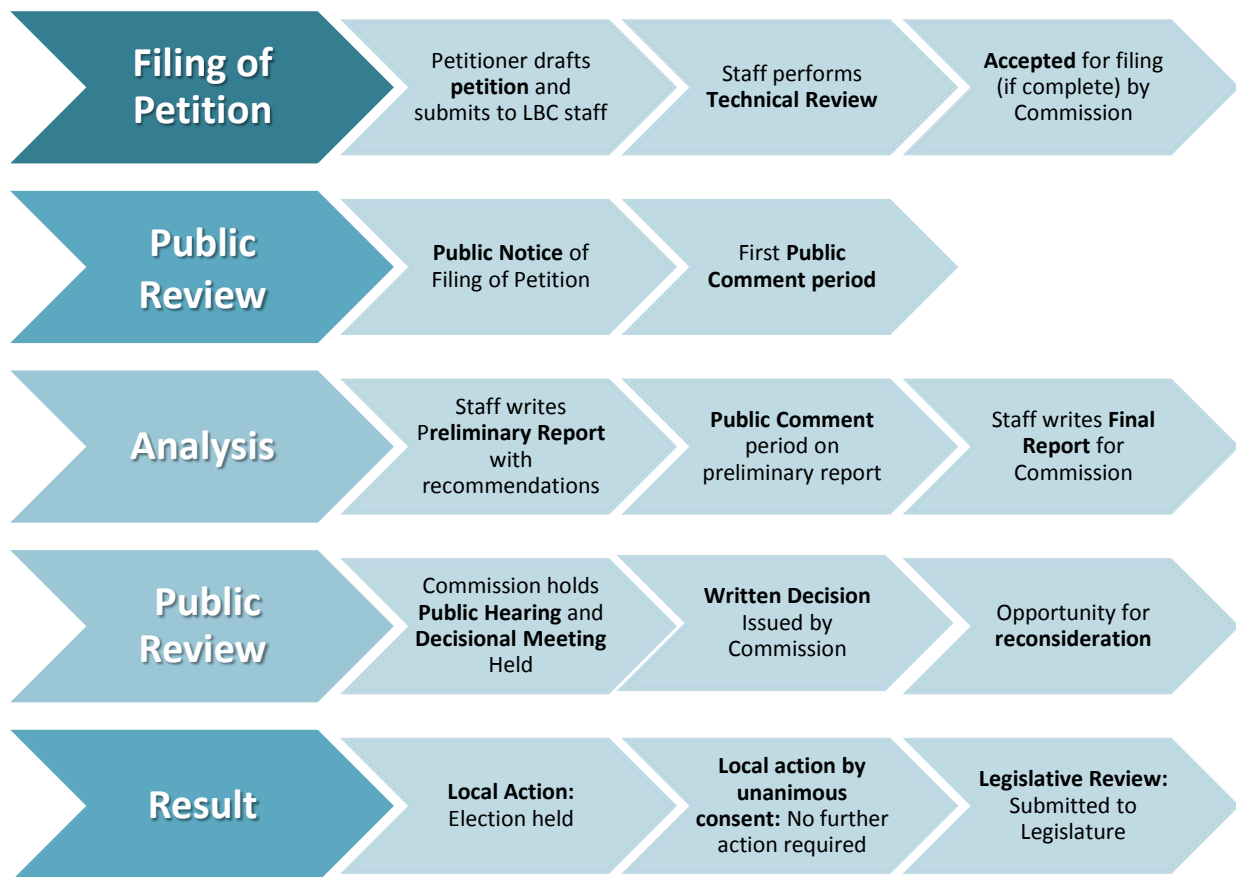 Filing of
Petition
Petitioner drafts
petition and
submits to LBC staff
Staff performs
Technical Review
Accepted for filing
(if complete) by
Commission
Public
Review
Public Notice of
Filing of Petition
First Public
Comment period
Analysis
Staff writes
Preliminary Report
with
recommendations
Public Comment
period on
preliminary report
Staff writes Final
Report for
Commission
Public
Review
Commission holds
Public Hearing and
Decisional Meeting
Held
Written Decision
Issued by
Commission
Opportunity for
reconsideration
Result
Local Action:
Election held
Local action by
unanimous
consent: No further
action required
Legislative Review:
Submitted to
Legislature